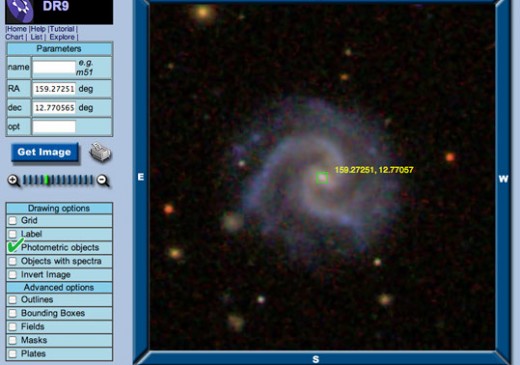 DR9
|Home |Help |Tutorial |
Chart | List | Explore |
Parameters
name e.g.
m51
RA 159.27251 deg
dec 12.770565 deg
opt
Get Image
Drawing options
Grid
Label
Photometric objects
Objects with spectra
Invert Image
Advanced options
Outlines
Bounding Boxes
Fields
Masks
Plates
E
159.27251, 12.77057
W
S